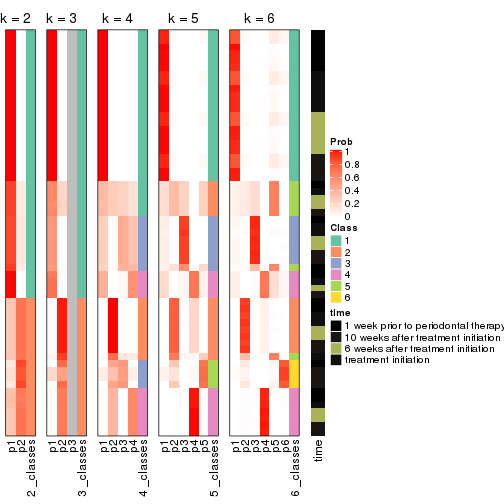 k = 2 k = 3 k = 4 k = 5 k = 6
Prob
1
0.8
0.6
0.4
0.2
0
Class
1
2
3
4
5
6
time
1 week prior to periodontal therapy
10 weeks after treatment initiation
6 weeks after treatment initiation
treatment initiation
p1
p2
2_classes
p1
p2
p3
3_classes
p1
p2
p3
p4
4_classes
p1
p2
p3
p4
p5
5_classes
p1
p2
p3
p4
p5
p6
6_classes
time